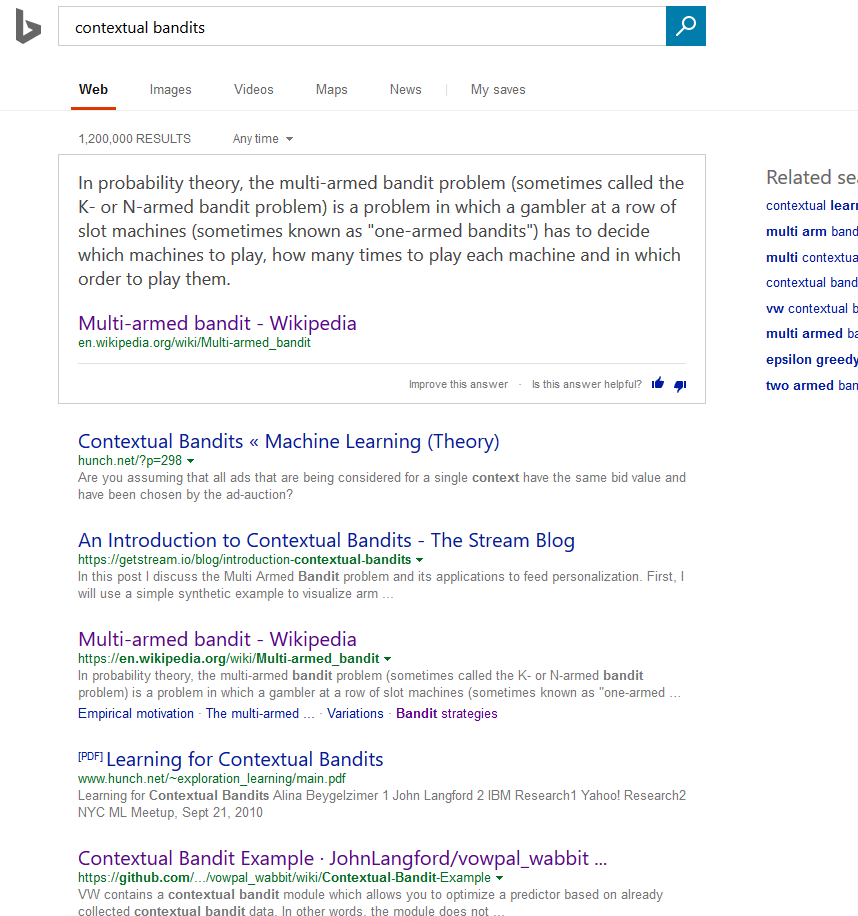 contextual bandits
Web Images Videos Maps News My saves
1,200,000 RESULTS Any time
In probability theory, the multi-armed bandit problem (sometimes called the
K- or N-armed bandit problem) is a problem in which a gambler at a row of
slot machines (sometimes known as "one-armed bandits") has to decide
which machines to play, how many times to play each machine and in which
order to play them.
Multi-armed bandit - Wikipedia
en.wikipedia.org/wiki/Multi-armed_bandit
Improve this answer · Is this answer helpful?
Contextual Bandits « Machine Learning (Theory)
hunch.net/?p=298
Are you assuming that all ads that are being considered for a single context have the same bid value and
have been chosen by the ad-auction?
An Introduction to Contextual Bandits - The Stream Blog
https://getstream.io/blog/introduction-contextual-bandits
In this post I discuss the Multi Armed Bandit problem and its applications to feed personalization. First, I
will use a simple synthetic example to visualize arm ...
Multi-armed bandit - Wikipedia
https://en.wikipedia.org/wiki/Multi-armed_bandit
In probability theory, the multi-armed bandit problem (sometimes called the K- or N-armed bandit
problem) is a problem in which a gambler at a row of slot machines (sometimes known as "one-armed ...
Empirical motivation · The multi-armed ... · Variations · Bandit strategies
[PDF] Learning for Contextual Bandits
www.hunch.net/~exploration_learning/main.pdf
Learning for Contextual Bandits Alina Beygelzimer 1 John Langford 2 IBM Research1 Yahoo! Research2
NYC ML Meetup, Sept 21, 2010
Contextual Bandit Example · JohnLangford/vowpal_wabbit ...
https://github.com/.../vowpal_wabbit/wiki/Contextual-Bandit-Example
VW contains a contextual bandit module which allows you to optimize a predictor based on already
collected contextual bandit data. In other words, the module does not ...
Related sea
contextual learn
multi arm band
multi contextua
contextual band
vw contextual b
multi armed ba
epsilon greedy
two armed ban